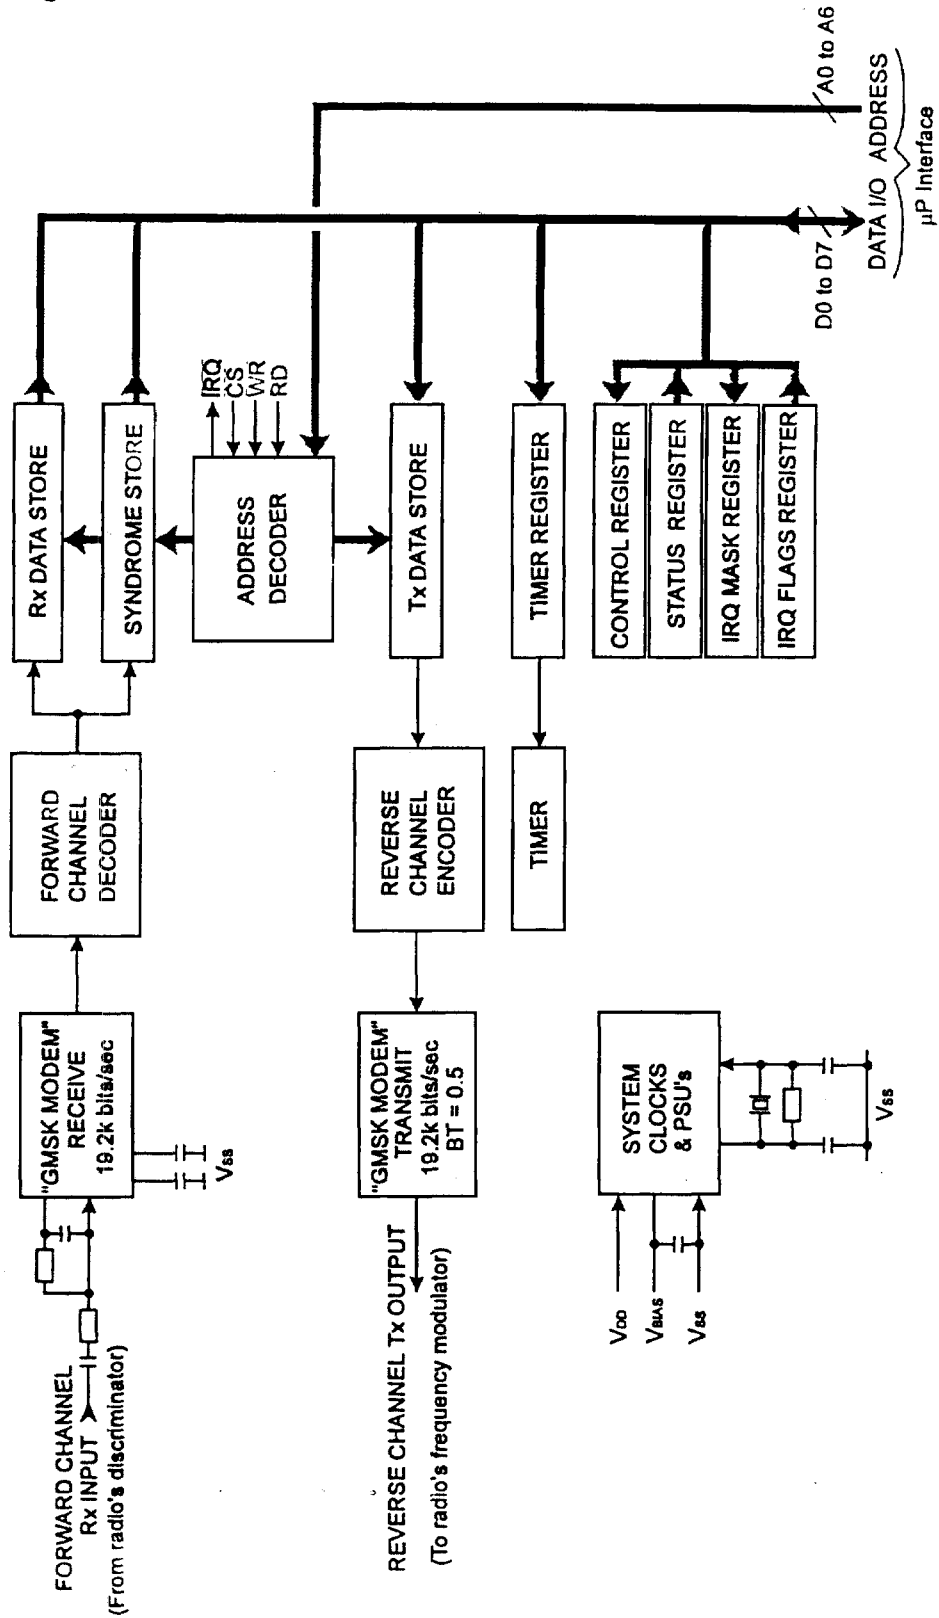 FORWARD CHANNEL
Rx INPUT
(From radio's discriminator)
"GMSK MODEM"
RECEIVE
19.2k bits/sec
Vss
FORWARD
CHANNEL
DECODER
Rx DATA STORE
SYNDROME STORE
ADDRESS
DECODER
IRQ
CS
WR
RD
REVERSE CHANNEL Tx OUTPUT
(To radio's frequency modulator)
"GMSK MODEM"
TRANSMIT
19.2k bits/sec
BT = 0.5
REVERSE
CHANNEL
ENCODER
Tx DATA STORE
TIMER
TIMER REGISTER
VDD
VBIAS
Vss
SYSTEM
CLOCKS
& PSU's
Vss
CONTROL REGISTER
STATUS REGISTER
IRQ MASK REGISTER
IRQ FLAGS REGISTER
D0 to D7
A0 to A6
DATA I/O ADDRESS
µP Interface